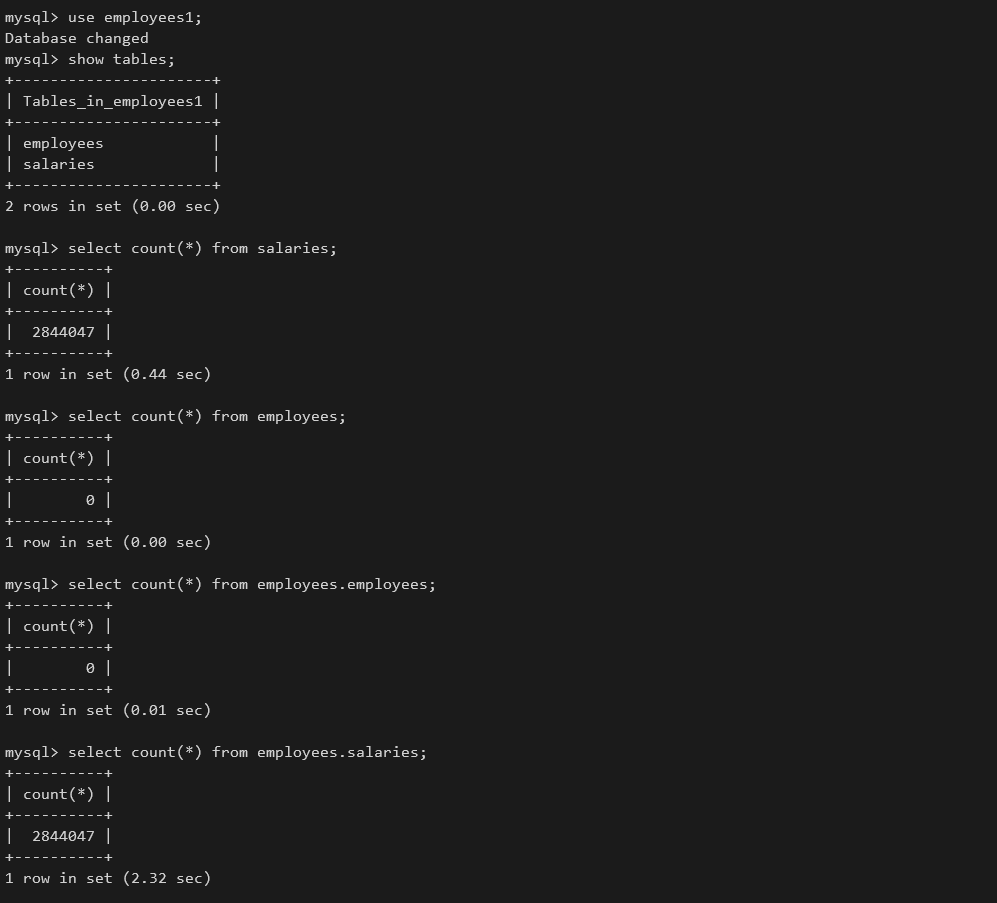 mysql> use employees1;
Database changed
mysql> show tables;
+----------------------+
| Tables_in_employees1 |
+----------------------+
| employees            |
| salaries             |
+----------------------+
2 rows in set (0.00 sec)

mysql> select count(*) from salaries;
+----------+
| count(*) |
+----------+
|  2844047 |
+----------+
1 row in set (0.44 sec)

mysql> select count(*) from employees;
+----------+
| count(*) |
+----------+
|        0 |
+----------+
1 row in set (0.00 sec)

mysql> select count(*) from employees.employees;
+----------+
| count(*) |
+----------+
|        0 |
+----------+
1 row in set (0.01 sec)

mysql> select count(*) from employees.salaries;
+----------+
| count(*) |
+----------+
|  2844047 |
+----------+
1 row in set (2.32 sec)